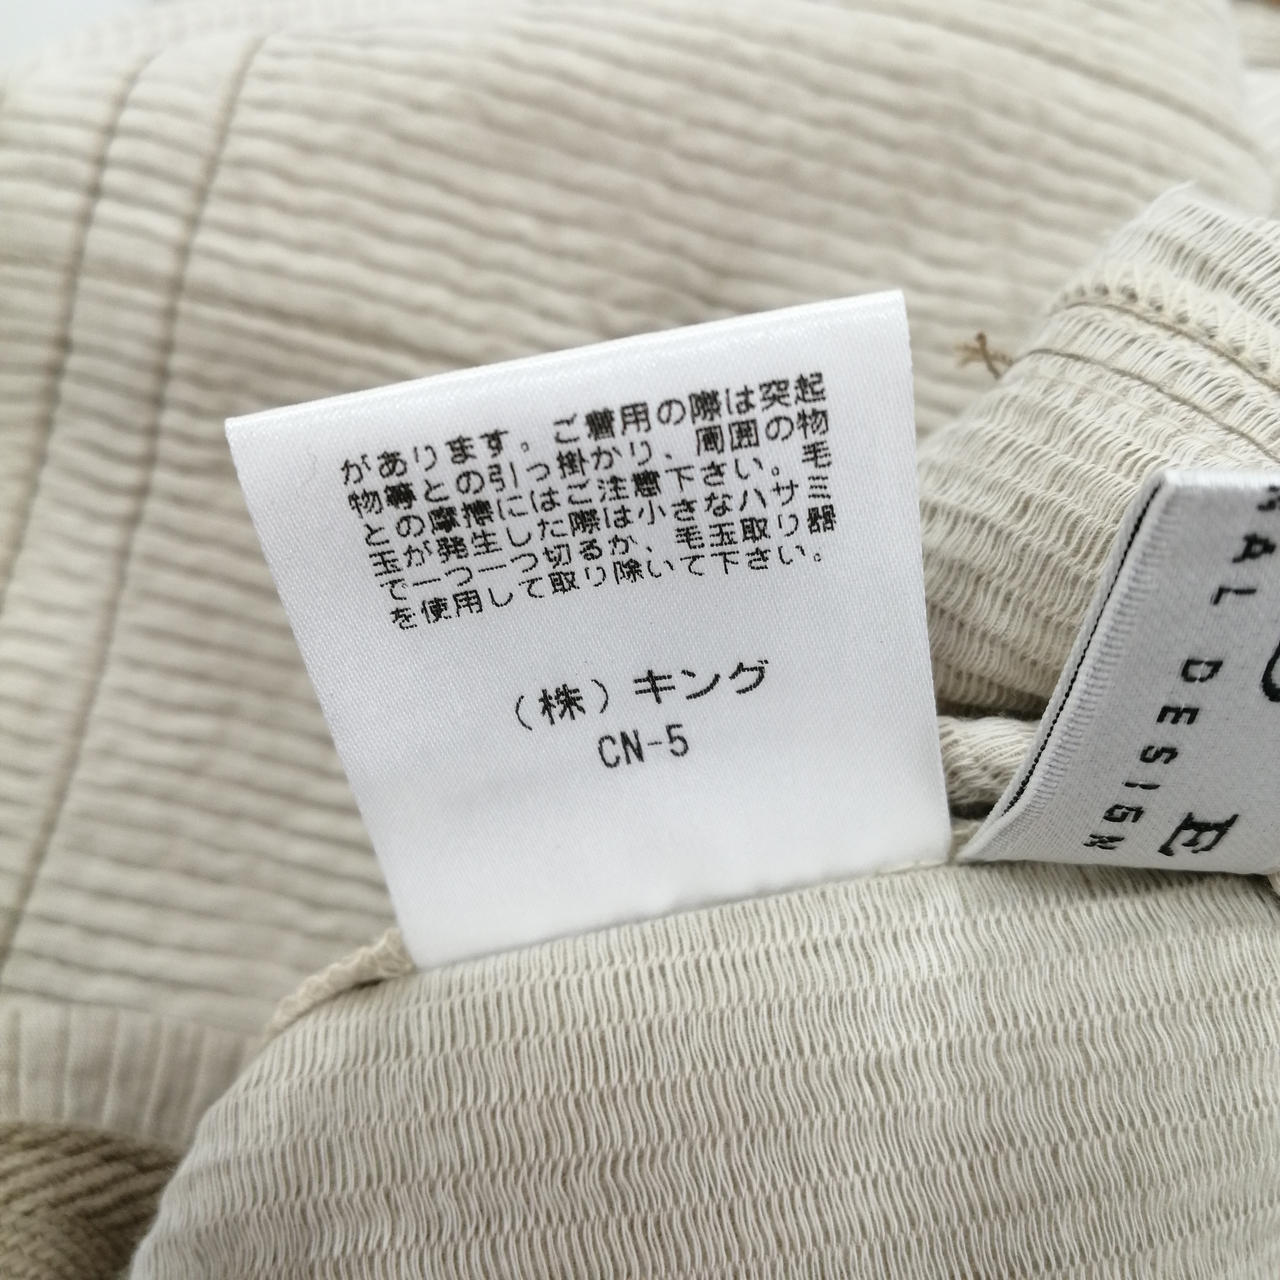 があります。ご着用の際は突起
物等との引っ掛かり、周囲の物
との摩擦にはご注意下さい。毛
玉が発生した際は小さなハサミ
で一つ一つ切るか、毛玉取り器
を使用して取り除いて下さい。
(株)キング
CN-5
AL DESIGN
E